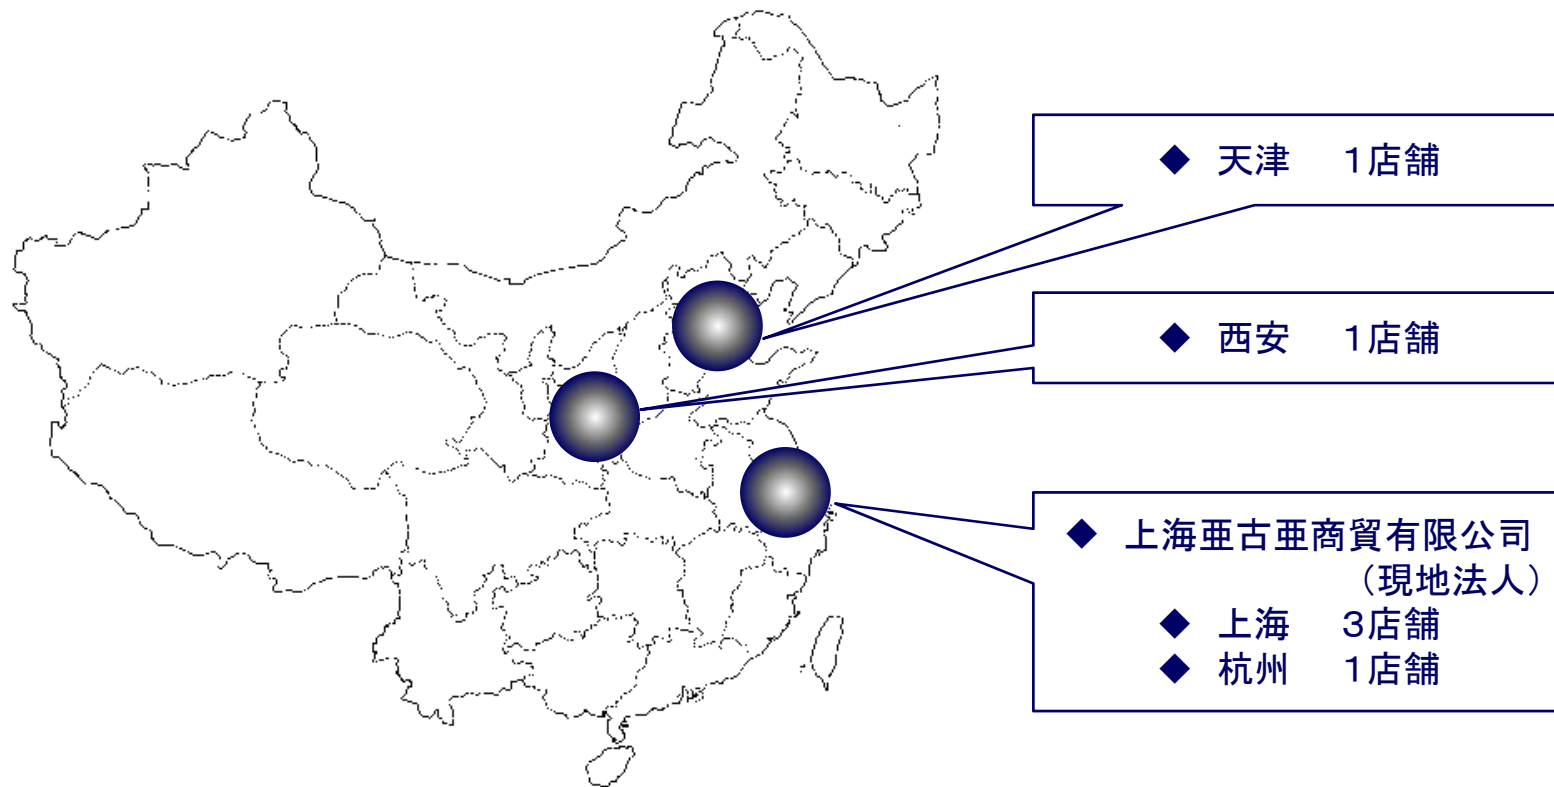 ◆ 天津 1店舗
◆ 西安 1店舗
◆ 上海亜古亜商貿有限公司
（現地法人）
◆ 上海 3店舗
◆ 杭州 1店舗